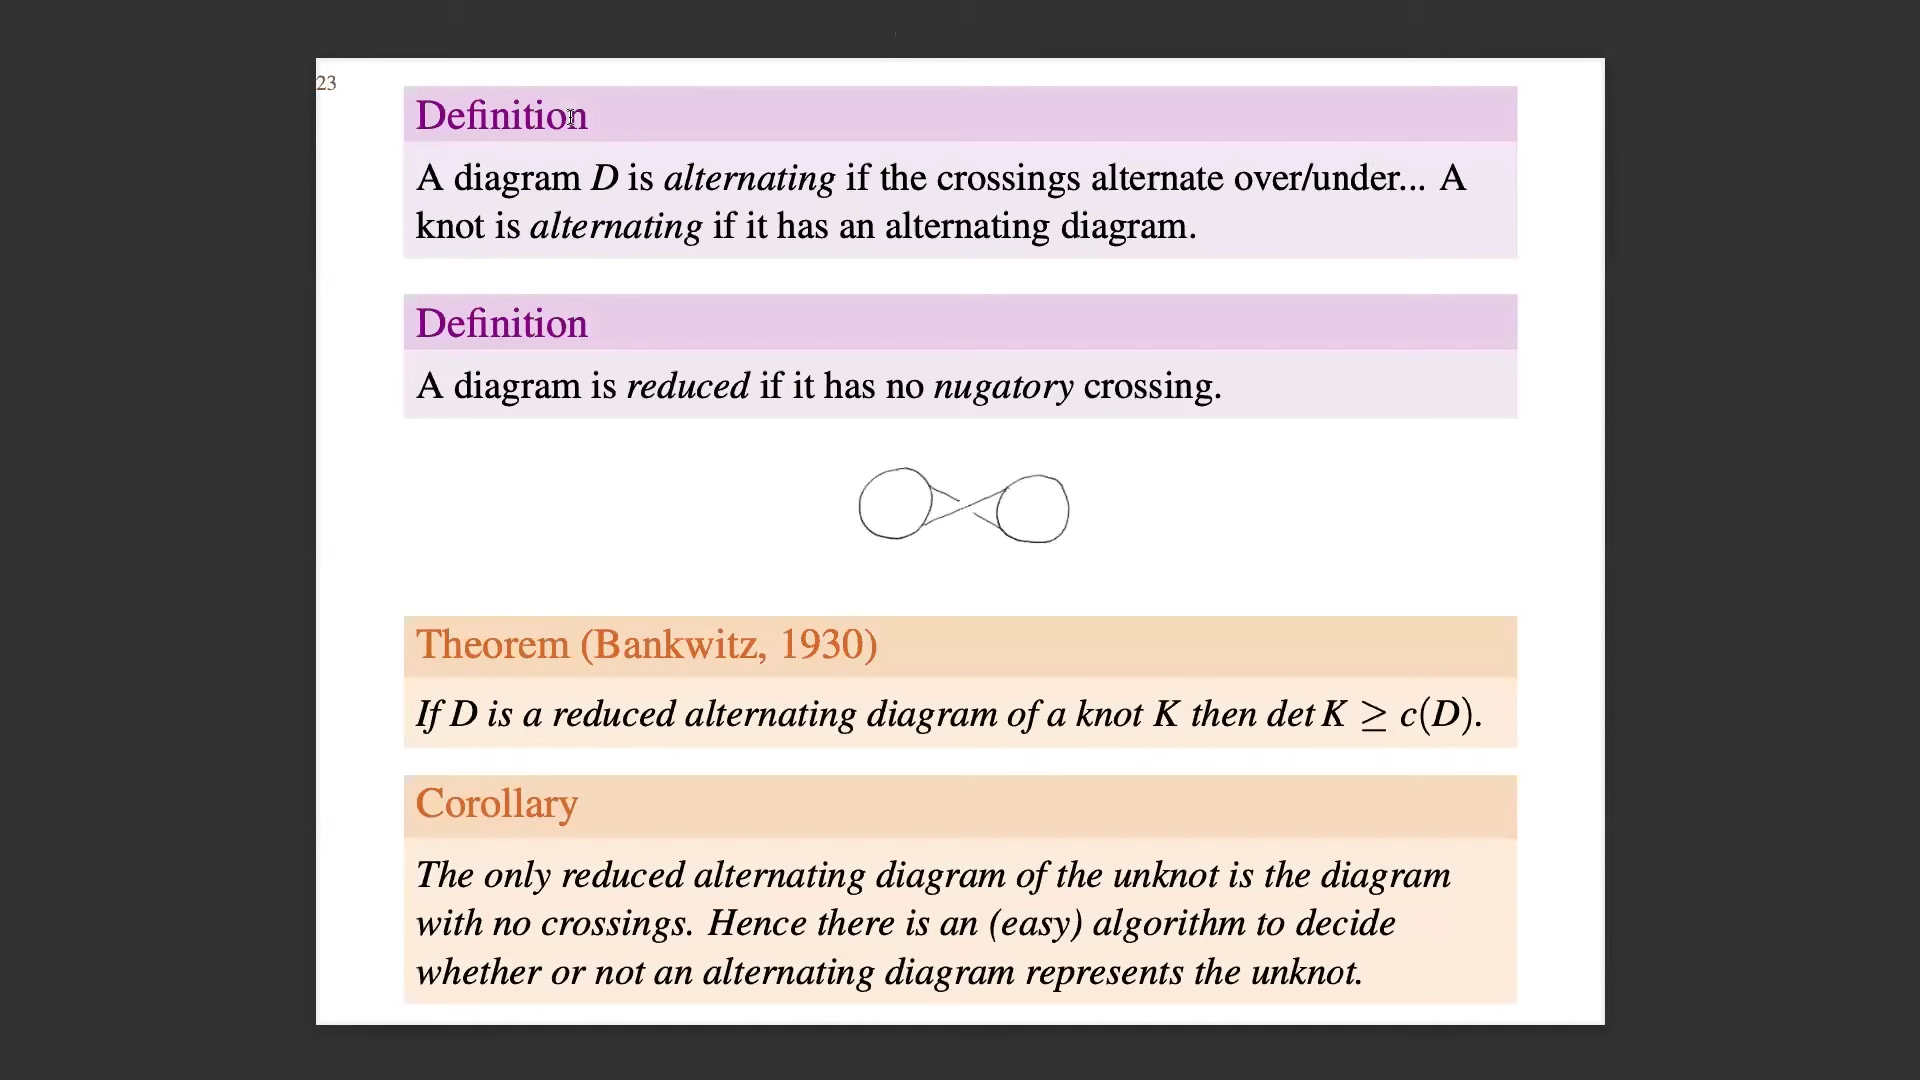 23
Definition
A diagram D is alternating if the crossings alternate over/under... A
knot is alternating if it has an alternating diagram.
Definition
A diagram is reduced if it has no nugatory crossing.
Theorem (Bankwitz, 1930)
If D is a reduced alternating diagram of a knot K then det K ≥ c(D).
Corollary
The only reduced alternating diagram of the unknot is the diagram
with no crossings. Hence there is an (easy) algorithm to decide
whether or not an alternating diagram represents the unknot.